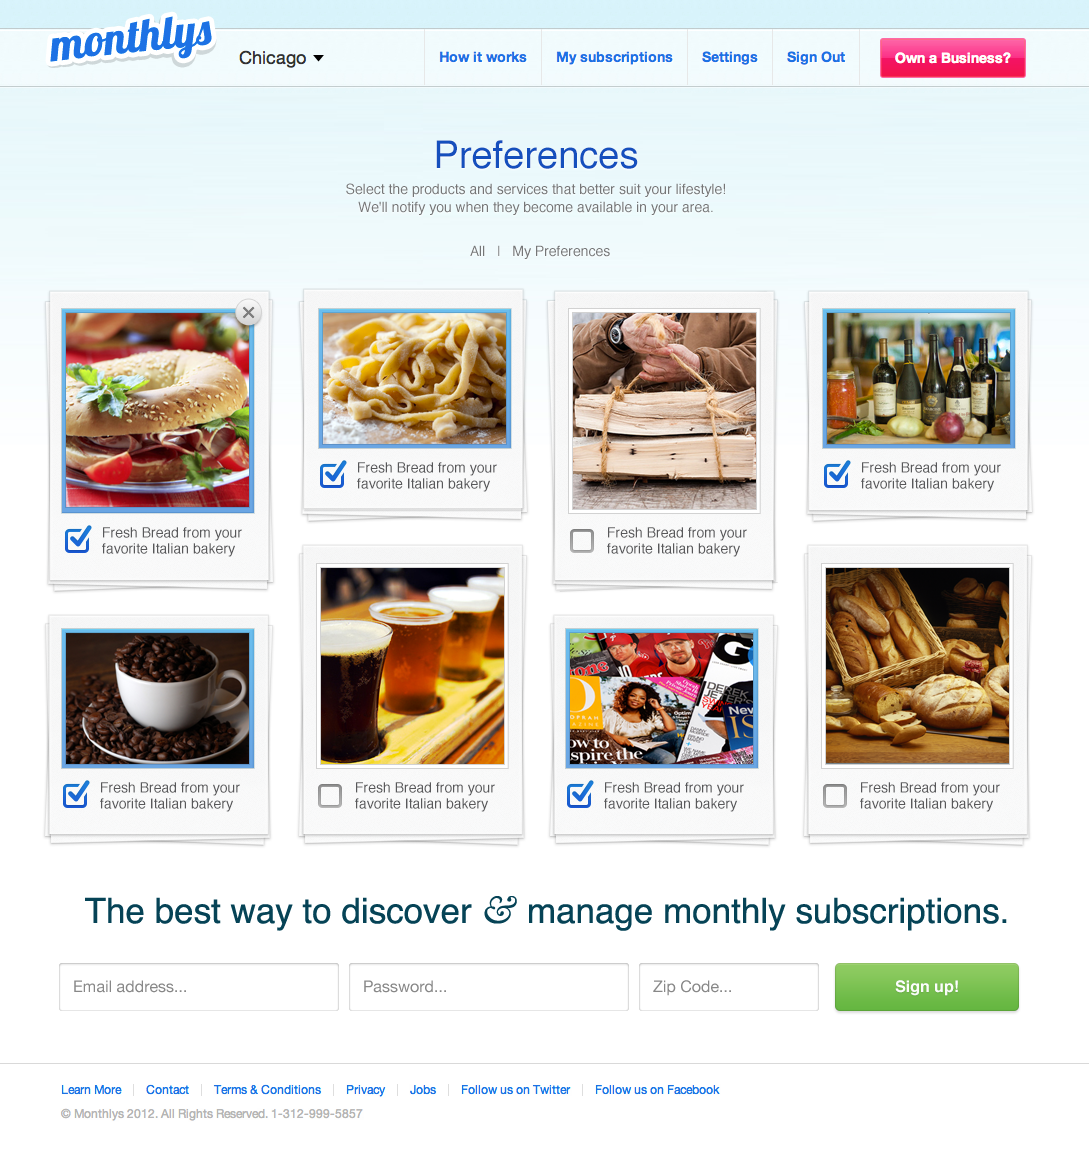 monthlys
Chicago
How it works
My subscriptions
Settings
Sign Out
Own a Business?
Preferences
Select the products and services that better suit your lifestyle!
We'll notify you when they become available in your area.
All | My Preferences
Fresh Bread from your
favorite Italian bakery
Fresh Bread from your
favorite Italian bakery
Fresh Bread from your
favorite Italian bakery
Fresh Bread from your
favorite Italian bakery
Fresh Bread from your
favorite Italian bakery
Fresh Bread from your
favorite Italian bakery
DEREK
New
OPRAH
spire the
Fresh Bread from your
favorite Italian bakery
Fresh Bread from your
favorite Italian bakery
The best way to discover & manage monthly subscriptions.
Email address...
Password...
Zip Code...
Sign up!
Learn More
Contact
Terms & Conditions
Privacy
Jobs
Follow us on Twitter
Follow us on Facebook
© Monthlys 2012. All Rights Reserved. 1-312-999-5857